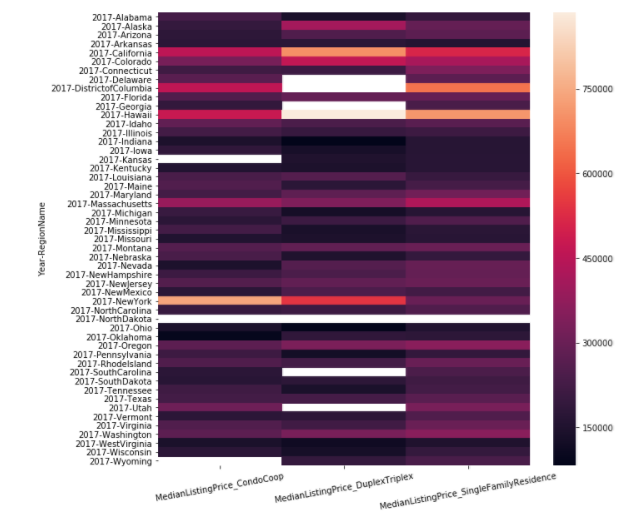 2017-Alabama
2017-Alaska
2017-Arizona
2017-Arkansas
2017-California
2017-Colorado
2017-Connecticut
2017-Delaware
2017-DistrictofColumbia
2017-Florida
2017-Georgia
2017-Hawaii
2017-Idaho
2017-Illinois
2017-Indiana
2017-Iowa
2017-Kansas
2017-Kentucky
2017-Louisiana
2017-Maine
2017-Maryland
2017-Massachusetts
2017-Michigan
2017-Minnesota
2017-Mississippi
2017-Missouri
2017-Montana
2017-Nebraska
2017-Nevada
2017-NewHampshire
2017-NewJersey
2017-NewMexico
2017-NewYork
2017-NorthCarolina
2017-NorthDakota
2017-Ohio
2017-Oklahoma
2017-Oregon
2017-Pennsylvania
2017-RhodeIsland
2017-SouthCarolina
2017-SouthDakota
2017-Tennessee
2017-Texas
2017-Utah
2017-Vermont
2017-Virginia
2017-Washington
2017-WestVirginia
2017-Wisconsin
2017-Wyoming
Year-RegionName
MedianListingPrice_CondoCoop
MedianListingPrice_DuplexTriplex
MedianListingPrice_SingleFamilyResidence
750000
600000
450000
300000
150000